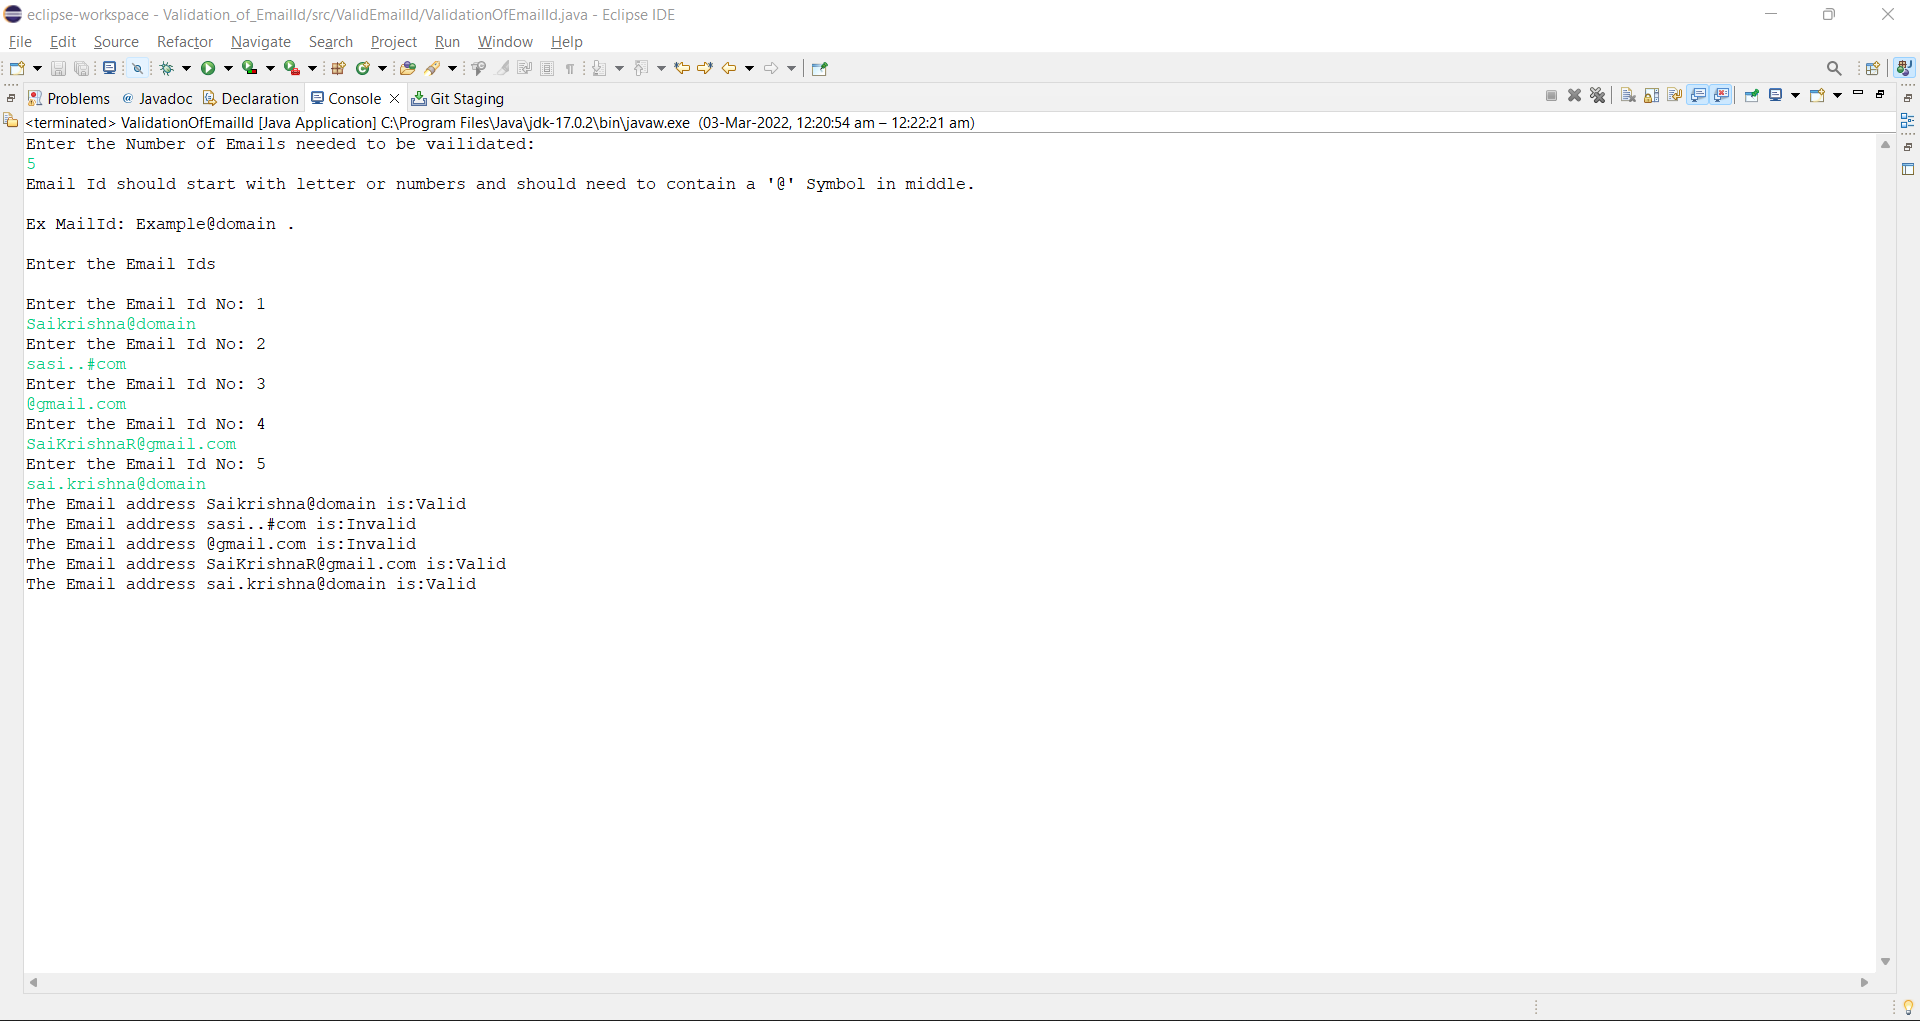 eclipse-workspace - Validation_of_EmailId/src/ValidEmailId/ValidationOfEmailId.java - Eclipse IDE
File Edit Source Refactor Navigate Search Project Run Window Help
Problems @ Javadoc Declaration Console Git Staging
<terminated> ValidationOfEmailId [Java Application] C:\Program Files\Java\jdk-17.0.2\bin\javaw.exe (03-Mar-2022, 12:20:54 am – 12:22:21 am)
Enter the Number of Emails needed to be vailidated:
5
Email Id should start with letter or numbers and should need to contain a '@' Symbol in middle.
Ex MailId: Example@domain .
Enter the Email Ids
Enter the Email Id No: 1
Saikrishna@domain
Enter the Email Id No: 2
sasi..#com
Enter the Email Id No: 3
@gmail.com
Enter the Email Id No: 4
SaiKrishnaR@gmail.com
Enter the Email Id No: 5
sai.krishna@domain
The Email address Saikrishna@domain is:Valid
The Email address sasi..#com is:Invalid
The Email address @gmail.com is:Invalid
The Email address SaiKrishnaR@gmail.com is:Valid
The Email address sai.krishna@domain is:Valid